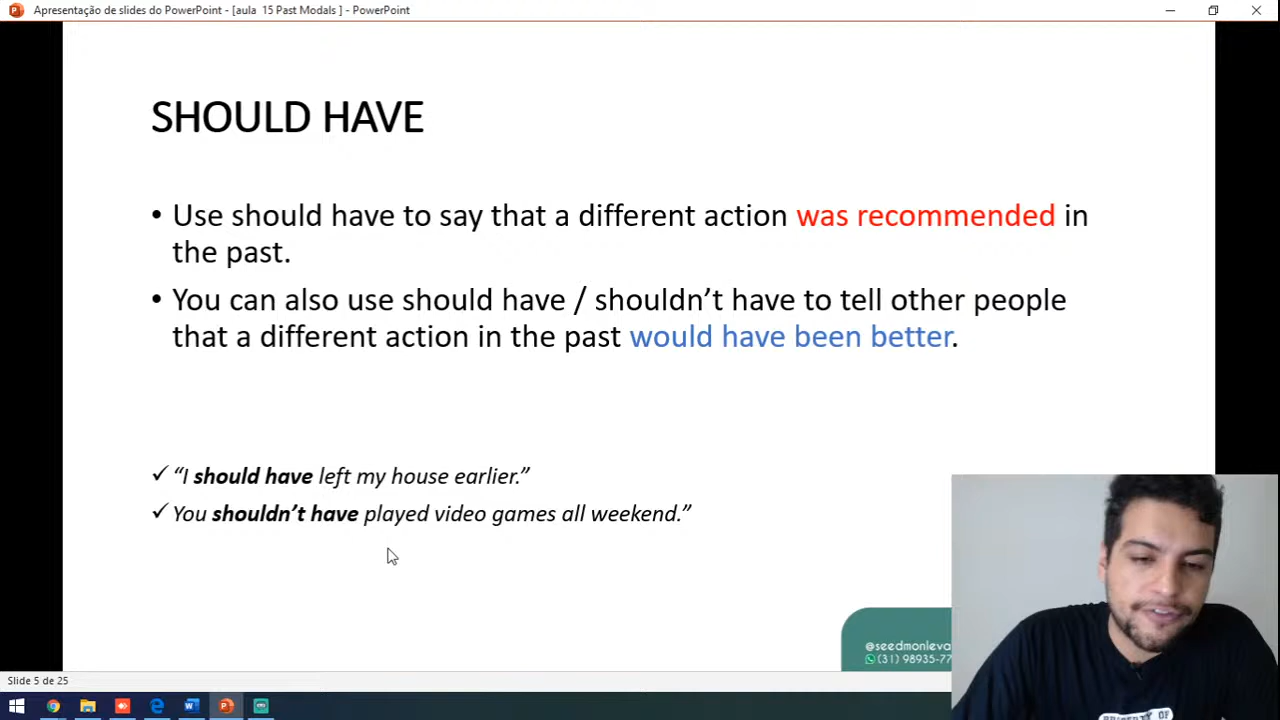 Apresentação de slides do PowerPoint - [aula  15 Past Modals ] - PowerPoint
SHOULD HAVE
• Use should have to say that a different action was recommended in
the past.
• You can also use should have / shouldn’t have to tell other people
that a different action in the past would have been better.
✓ “I should have left my house earlier.”
✓ You shouldn’t have played video games all weekend.”
@seedmonleva
(31) 98935-77
PROPERTY OF
Slide 5 de 25